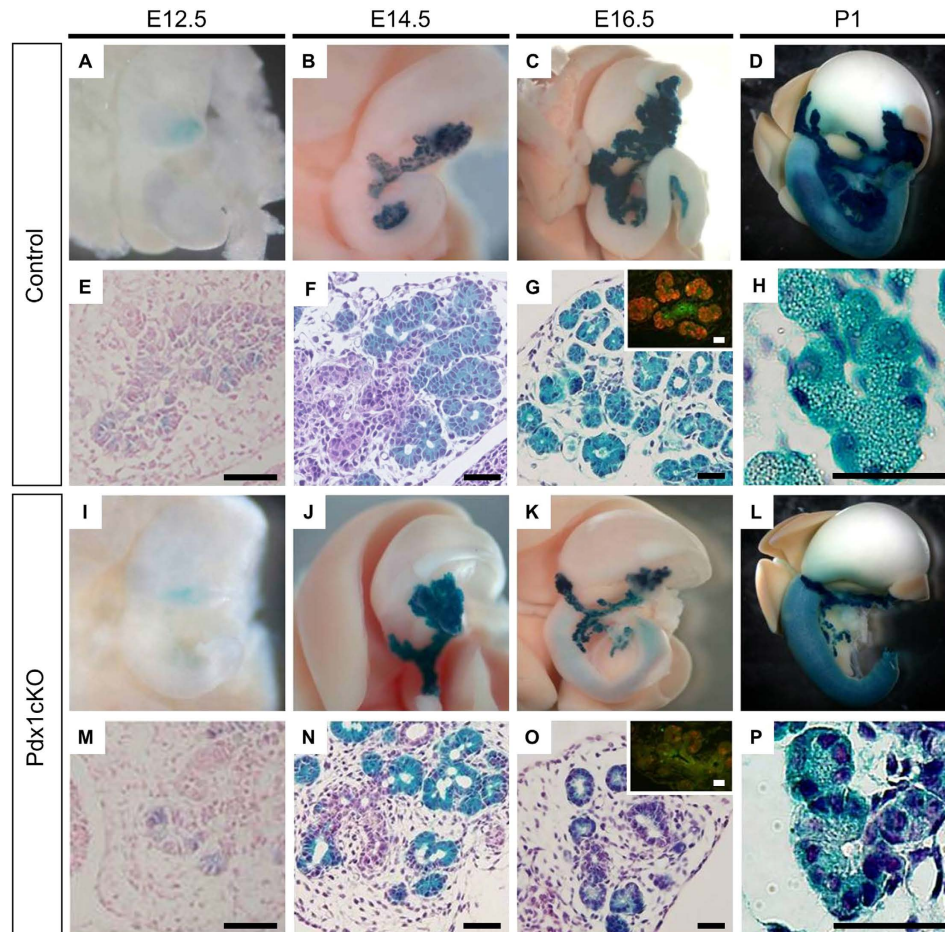 E12.5 E14.5 E16.5 P1
A B C D
Control
E F G H
I J K L
Pdx1cKO
M N O P